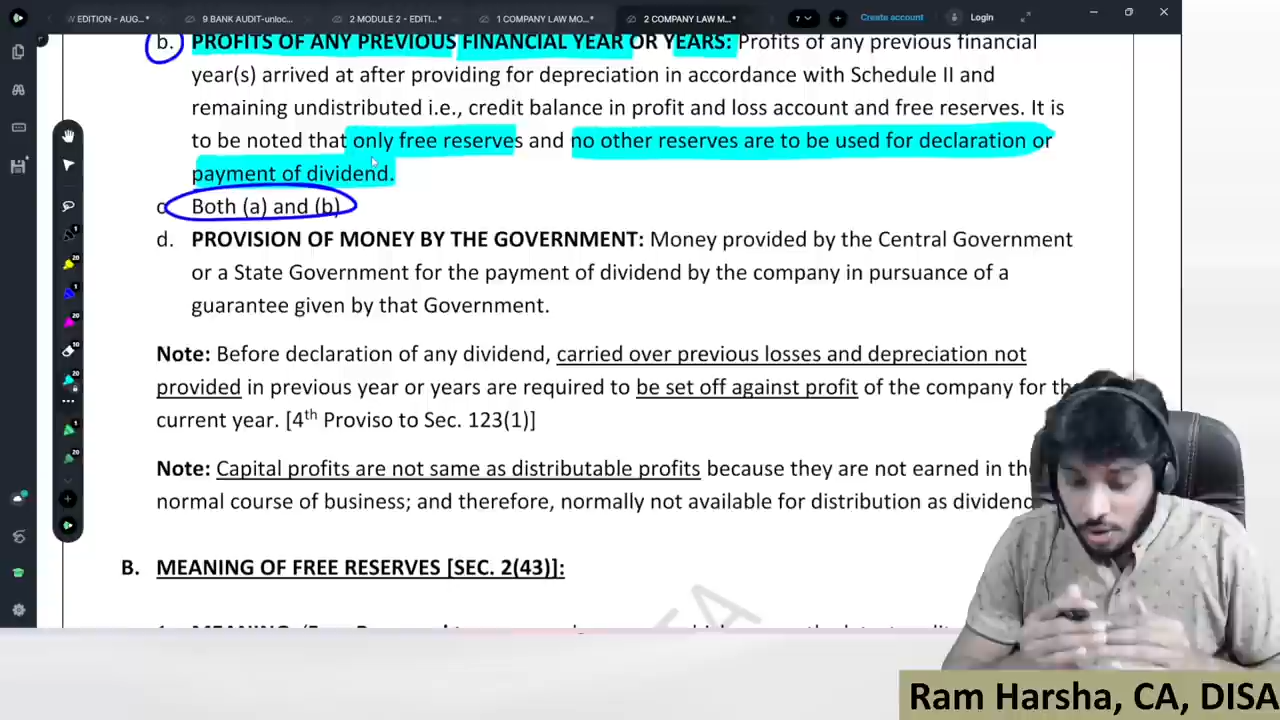 W EDITION - AUG...*
9 BANK AUDIT-unloc...
2 MODULE 2 - EDITI...*
1 COMPANY LAW MO...*
2 COMPANY LAW M...*
7
Create account
Login
b. PROFITS OF ANY PREVIOUS FINANCIAL YEAR OR YEARS: Profits of any previous financial
year(s) arrived at after providing for depreciation in accordance with Schedule II and
remaining undistributed i.e., credit balance in profit and loss account and free reserves. It is
to be noted that only free reserves and no other reserves are to be used for declaration or
payment of dividend.
Both (a) and (b)
d. PROVISION OF MONEY BY THE GOVERNMENT: Money provided by the Central Government
or a State Government for the payment of dividend by the company in pursuance of a
guarantee given by that Government.
Note: Before declaration of any dividend, carried over previous losses and depreciation not
provided in previous year or years are required to be set off against profit of the company for the
current year. [4th Proviso to Sec. 123(1)]
Note: Capital profits are not same as distributable profits because they are not earned in the
normal course of business; and therefore, normally not available for distribution as dividend
B. MEANING OF FREE RESERVES [SEC. 2(43)]:
Ram Harsha, CA, DISA